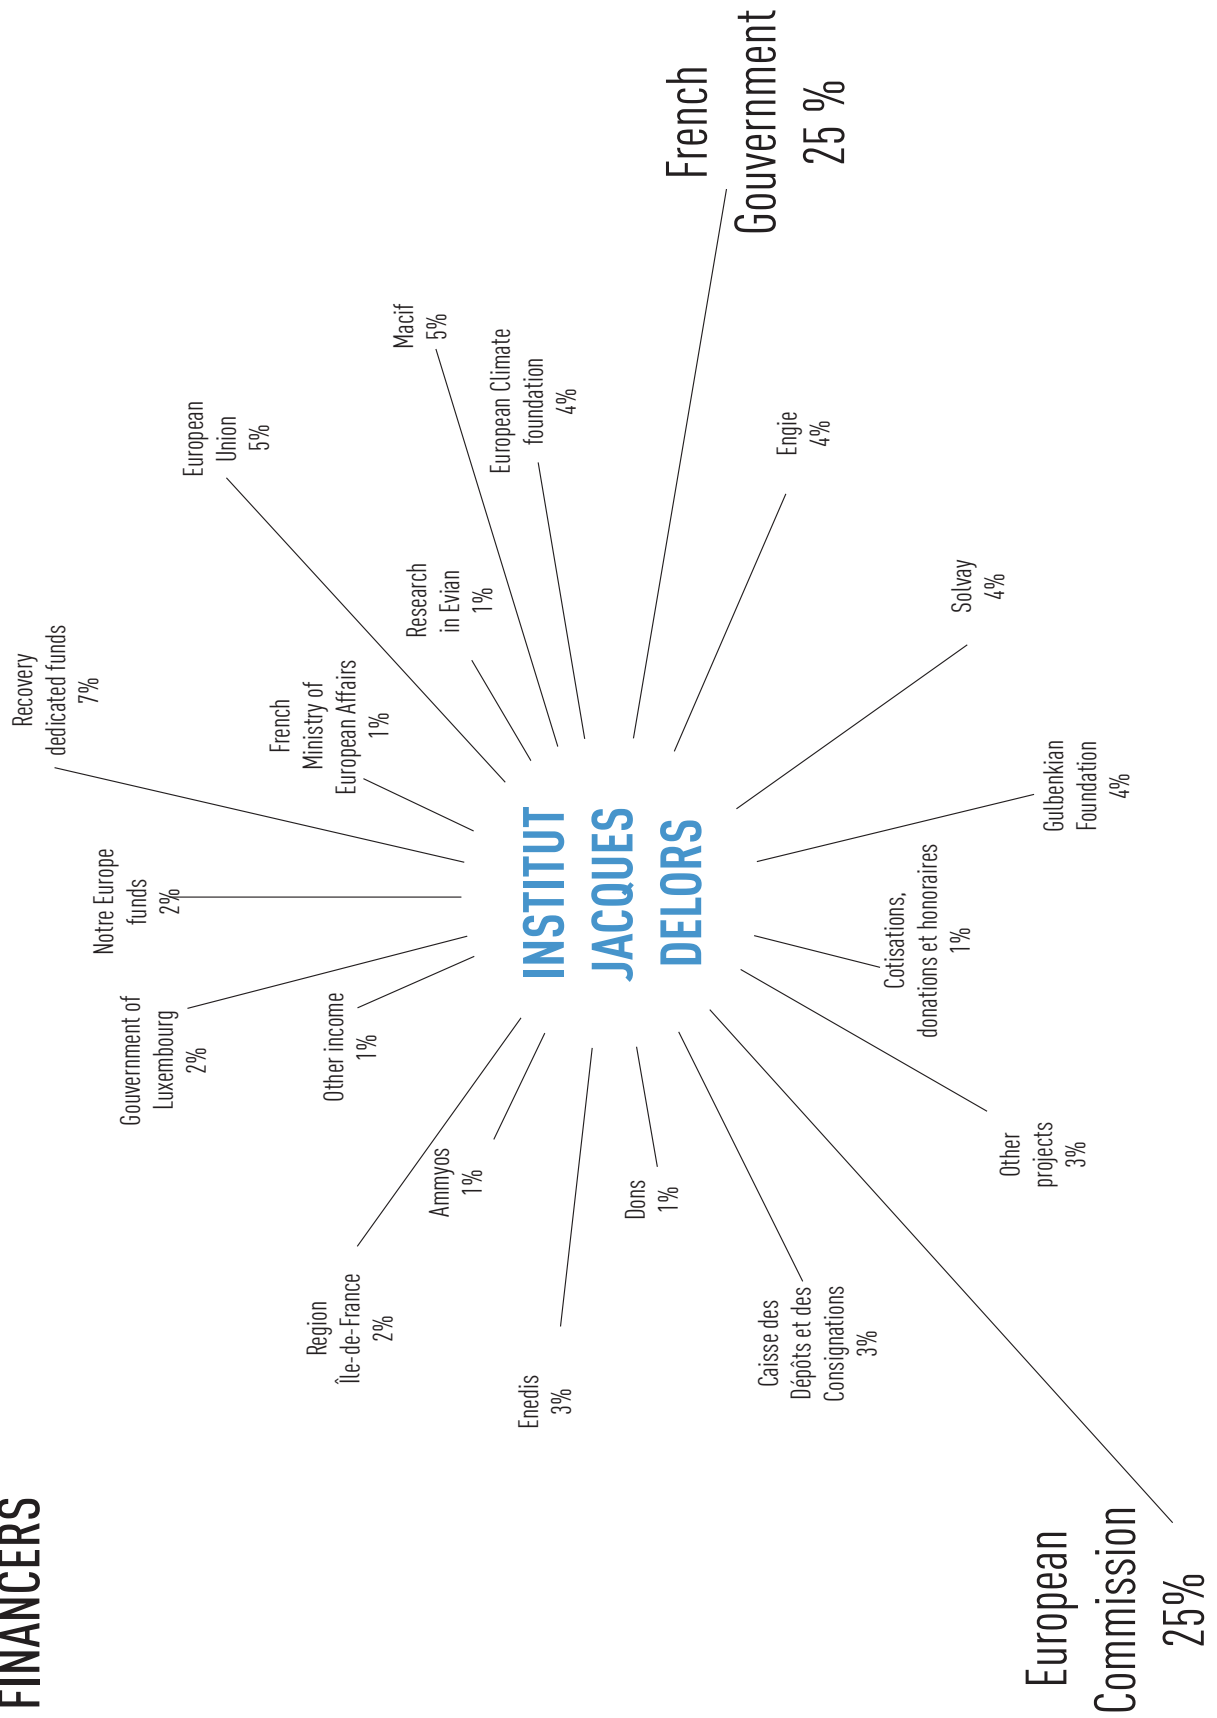 FINANCERS
Recovery
dedicated funds
7%
Notre Europe
funds
2%
Gouvernment of
Luxembourg
2%
European
Union
5%
French
Ministry of
European Affairs
1%
Other income
1%
Region
Île-de-France
2%
Macif
5%
Research
in Evian
1%
Ammyos
1%
European Climate
foundation
4%
Enedis
3%
INSTITUT
JACQUES
DELORS
Dons
1%
French
Gouvernment
25 %
Engie
4%
Caisse des
Dépôts et des
Consignations
3%
Solvay
4%
Cotisations,
donations et honoraires
1%
Gulbenkian
Foundation
4%
Other
projects
3%
European
Commission
25%